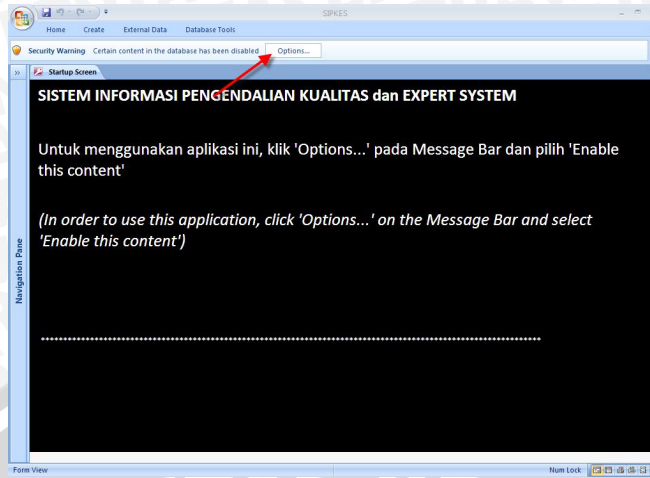 SIPKES
Home Create External Data Database Tools
Security Warning Certain content in the database has been disabled Options...
» Startup Screen
SISTEM INFORMASI PENGENDALIAN KUALITAS dan EXPERT SYSTEM
Untuk menggunakan aplikasi ini, klik 'Options...' pada Message Bar dan pilih 'Enable
this content'
(In order to use this application, click 'Options...' on the Message Bar and select
'Enable this content')
Navigation Pane
Form View Num Lock